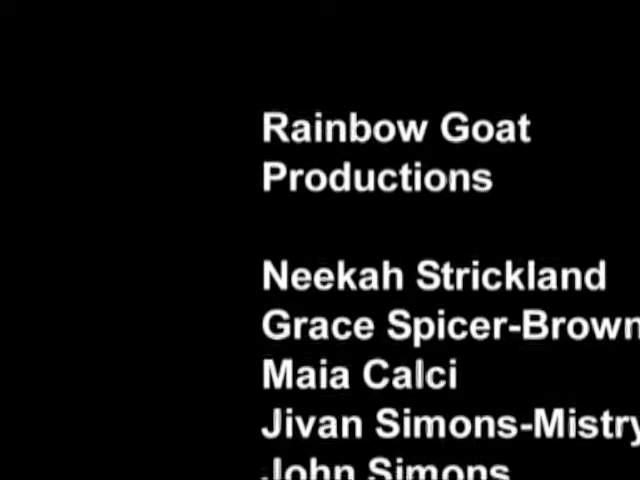 Rainbow Goat
Productions
Neekah Strickland
Grace Spicer-Brown
Maia Calci
Jivan Simons-Mistry
John Simons